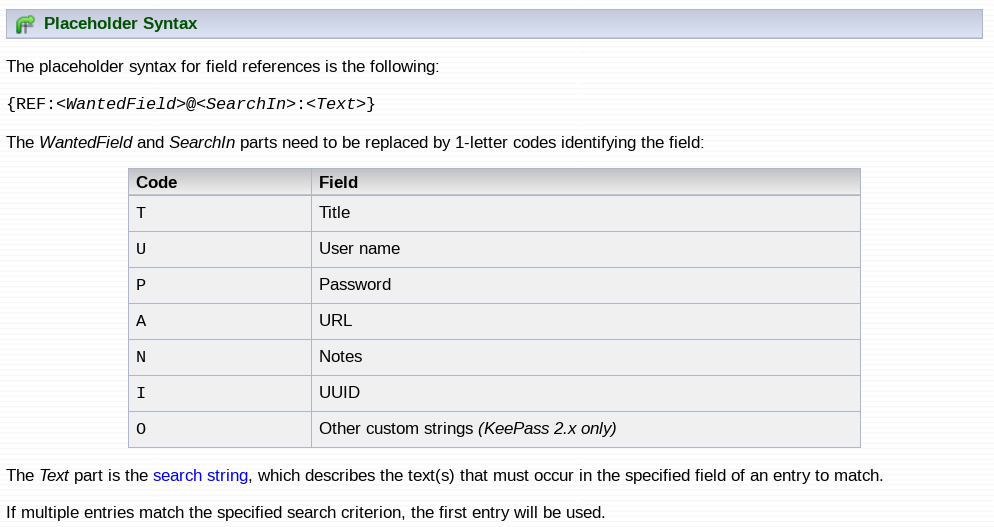 Placeholder Syntax
The placeholder syntax for field references is the following:
{REF:<WantedField>@<SearchIn>:<Text>}
The WantedField and SearchIn parts need to be replaced by 1-letter codes identifying the field:
Code Field
T Title
U User name
P Password
A URL
N Notes
I UUID
O Other custom strings (KeePass 2.x only)
The Text part is the search string, which describes the text(s) that must occur in the specified field of an entry to match.
If multiple entries match the specified search criterion, the first entry will be used.